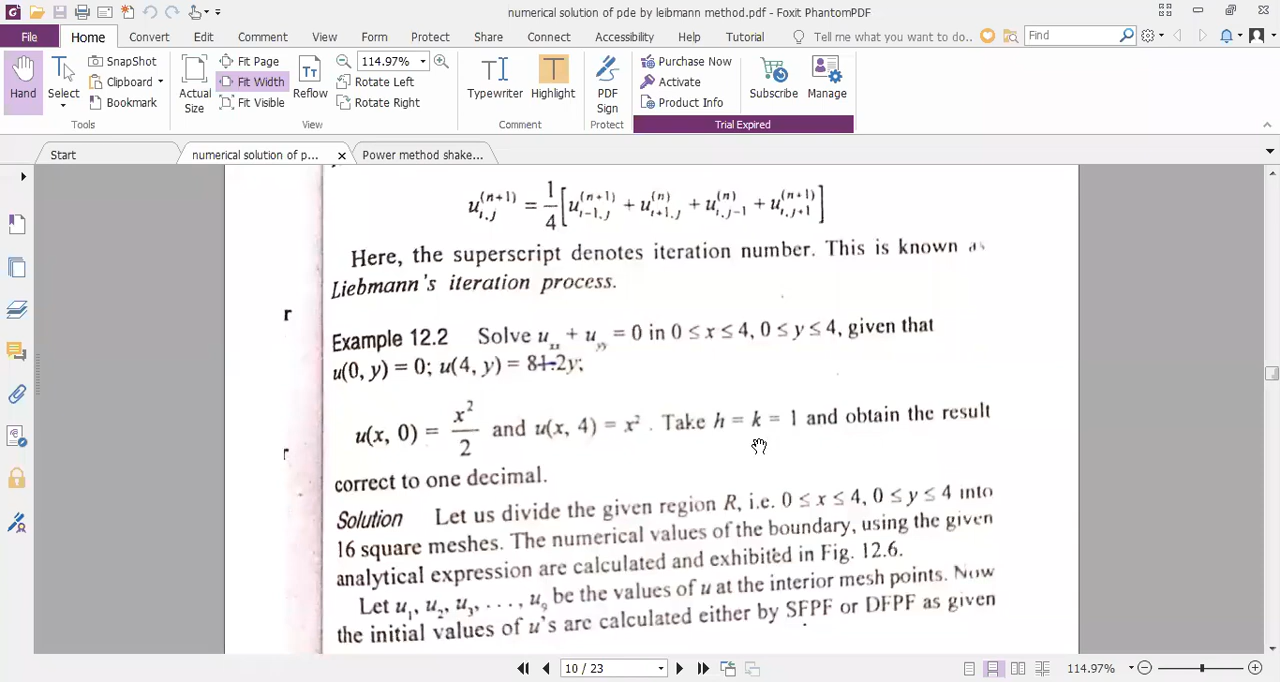 numerical solution of pde by leibmann method.pdf - Foxit PhantomPDF
File Home Convert Edit Comment View Form Protect Share Connect Accessibility Help Tutorial Tell me what you want to do.. Find
Hand Select SnapShot Clipboard Bookmark Actual Size Fit Page Fit Width Fit Visible Reflow 114.97% Rotate Left Rotate Right Typewriter Highlight PDF Sign Purchase Now Activate Product Info Subscribe Manage
Tools View Comment Protect Trial Expired
Start numerical solution of p... Power method shake...
u_{i,j}^{(n+1)} = 1/4 [u_{i-1,j}^{(n+1)} + u_{i+1,j}^{(n)} + u_{i,j-1}^{(n)} + u_{i,j+1}^{(n+1)}]
Here, the superscript denotes iteration number. This is known as
Liebmann's iteration process.
Example 12.2 Solve u_{xx} + u_{yy} = 0 in 0 ≤ x ≤ 4, 0 ≤ y ≤ 4, given that
u(0, y) = 0; u(4, y) = 8+2y;
u(x, 0) = x²/2 and u(x, 4) = x². Take h = k = 1 and obtain the result
correct to one decimal.
Solution Let us divide the given region R, i.e. 0 ≤ x ≤ 4, 0 ≤ y ≤ 4 into
16 square meshes. The numerical values of the boundary, using the given
analytical expression are calculated and exhibited in Fig. 12.6.
Let u₁, u₂, u₃, . . . , u₉ be the values of u at the interior mesh points. Now
the initial values of u's are calculated either by SFPF or DFPF as given
10 / 23 114.97%